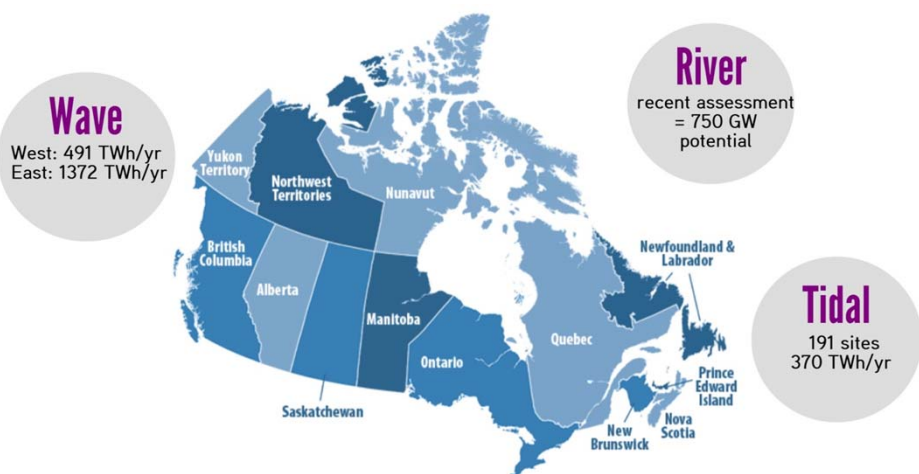 Wave
West: 491 TWh/yr
East: 1372 TWh/yr
River
recent assessment
= 750 GW
potential
Tidal
191 sites
370 TWh/yr
Yukon
Territory
Northwest
Territories
Nunavut
British
Columbia
Alberta
Saskatchewan
Manitoba
Ontario
Quebec
Newfoundland &
Labrador
Prince
Edward
Island
New
Brunswick
Nova
Scotia